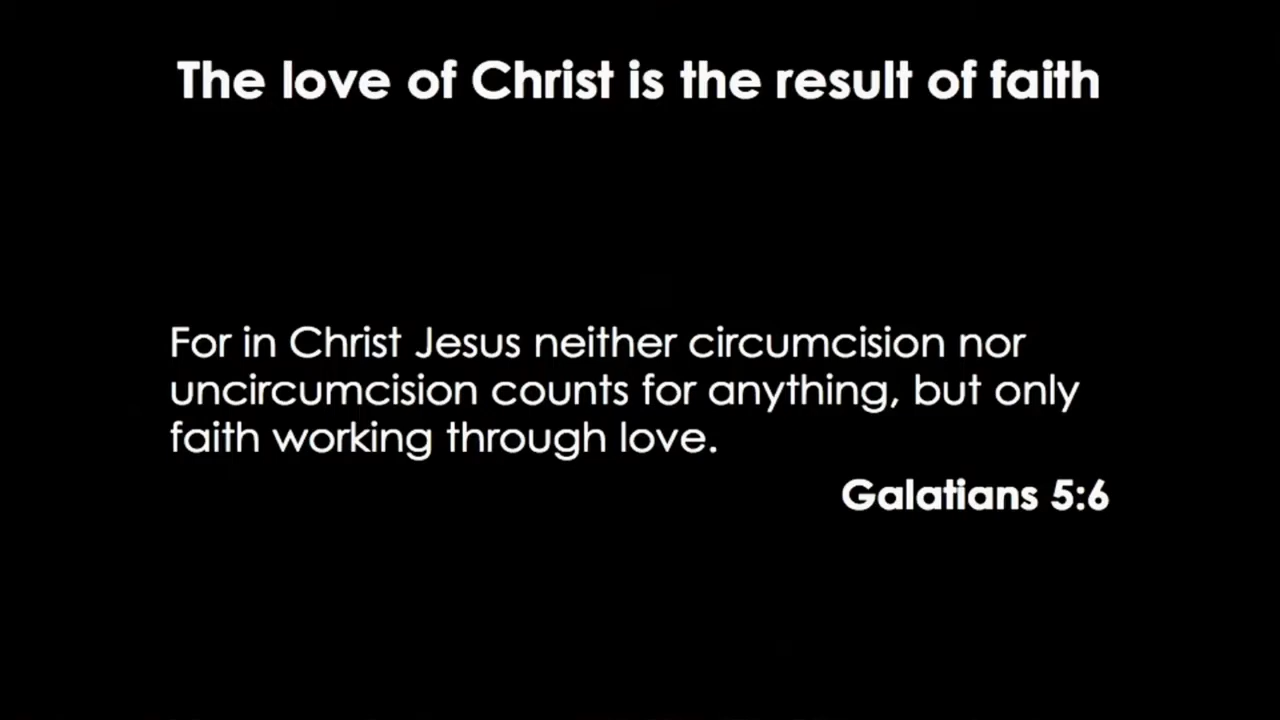 The love of Christ is the result of faith
For in Christ Jesus neither circumcision nor
uncircumcision counts for anything, but only
faith working through love.
Galatians 5:6